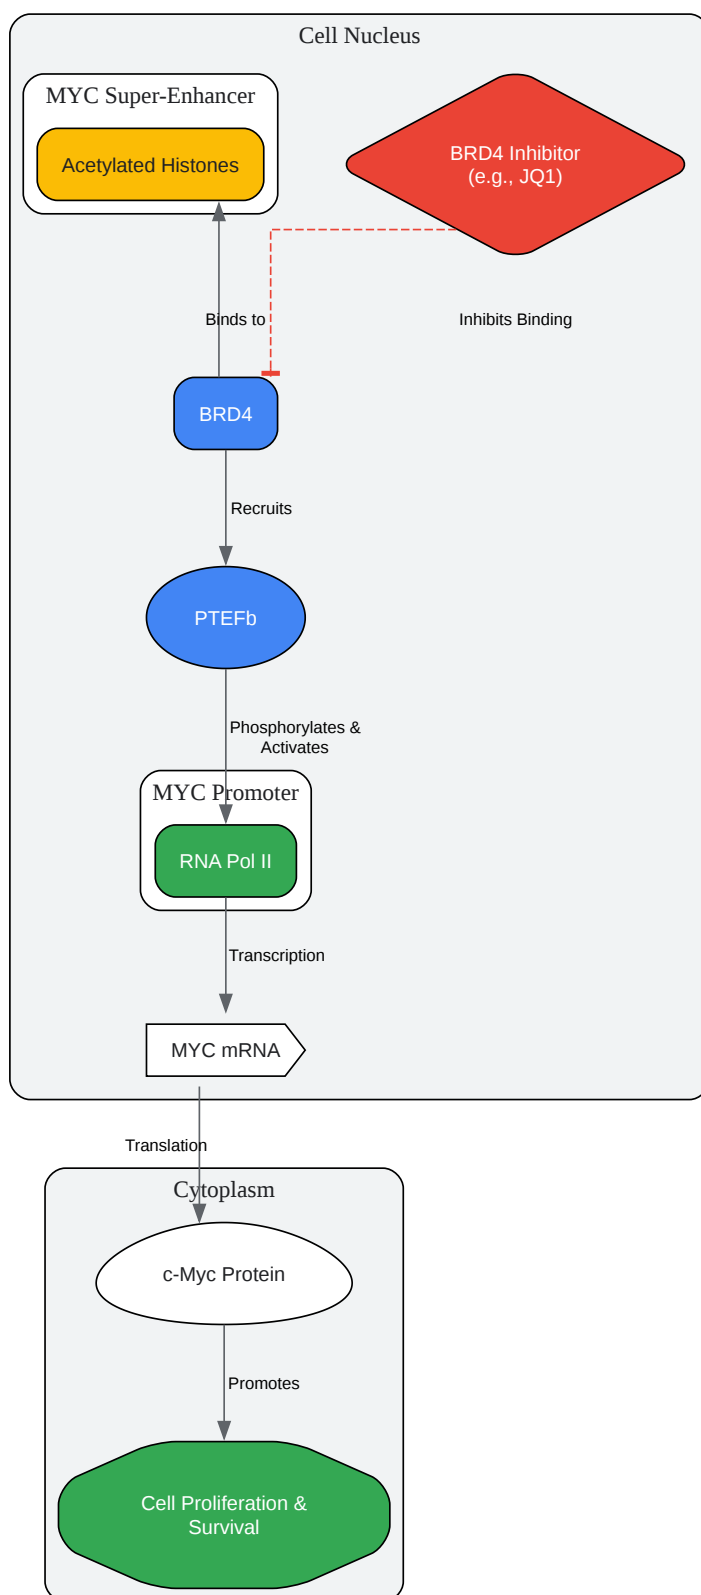 Cell Nucleus
MYC Super-Enhancer
Acetylated Histones
BRD4 Inhibitor
(e.g., JQ1)
Binds to
Inhibits Binding
BRD4
Recruits
PTEFb
Phosphorylates &
Activates
MYC Promoter
RNA Pol II
Transcription
MYC mRNA
Translation
Cytoplasm
c-Myc Protein
Promotes
Cell Proliferation &
Survival